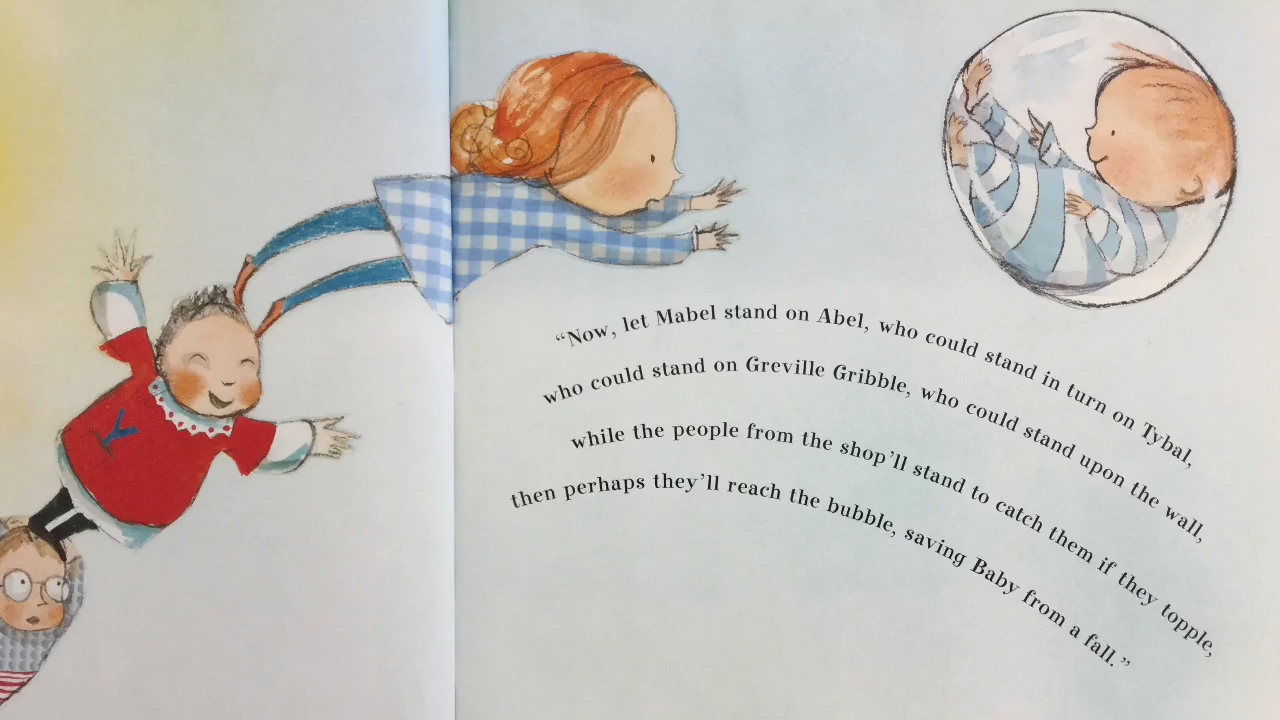 “Now, let Mabel stand on Abel, who could stand in turn on Tybal,
who could stand on Greville Gribble, who could stand upon the wall,
while the people from the shop’ll stand to catch them if they topple,
then perhaps they’ll reach the bubble, saving Baby from a fall.”